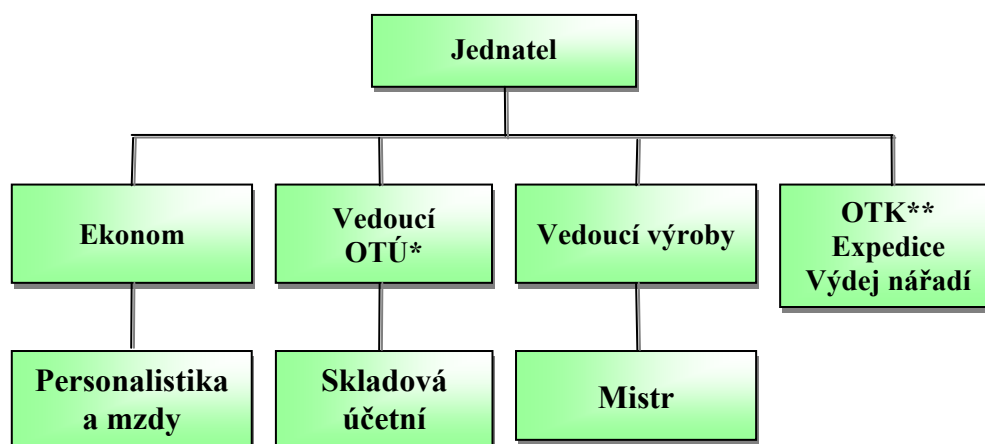 Jednatel
Ekonom
Vedoucí
OTÚ*
Vedoucí výroby
OTK**
Expedice
Výdej nářadí
Personalistika
a mzdy
Skladová
účetní
Mistr